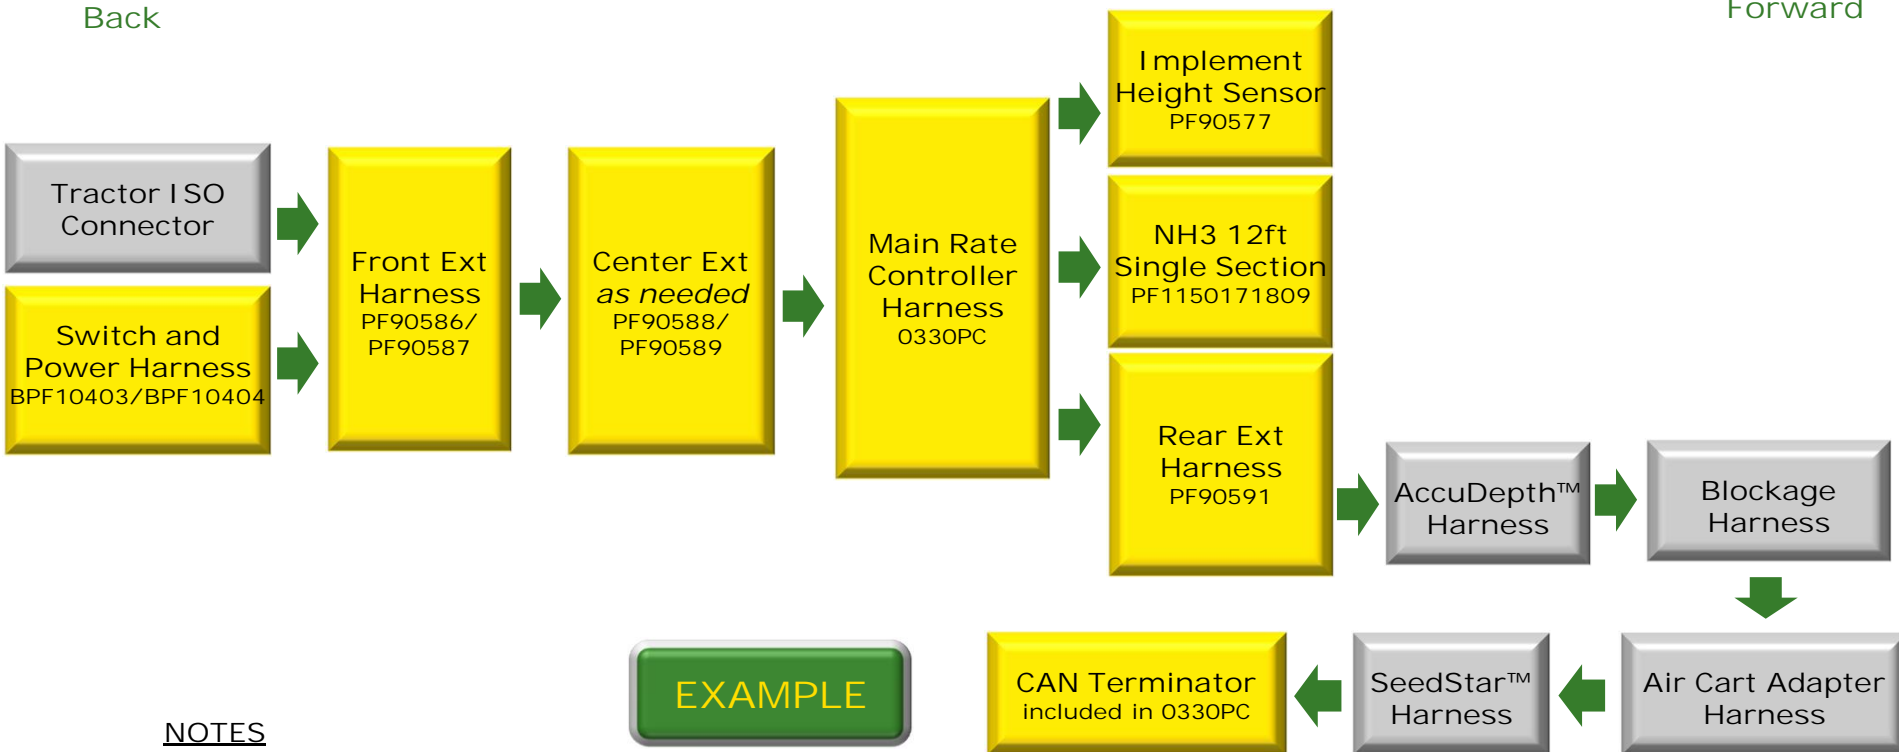 Back
Forward
Tractor ISO
Connector
Switch and
Power Harness
BPF10403/BPF10404
Front Ext
Harness
PF90586/
PF90587
Center Ext
as needed
PF90588/
PF90589
Main Rate
Controller
Harness
0330PC
Implement
Height Sensor
PF90577
NH3 12ft
Single Section
PF1150171809
Rear Ext
Harness
PF90591
AccuDepth™
Harness
Blockage
Harness
Air Cart Adapter
Harness
SeedStar™
Harness
CAN Terminator
included in 0330PC
EXAMPLE
NOTES